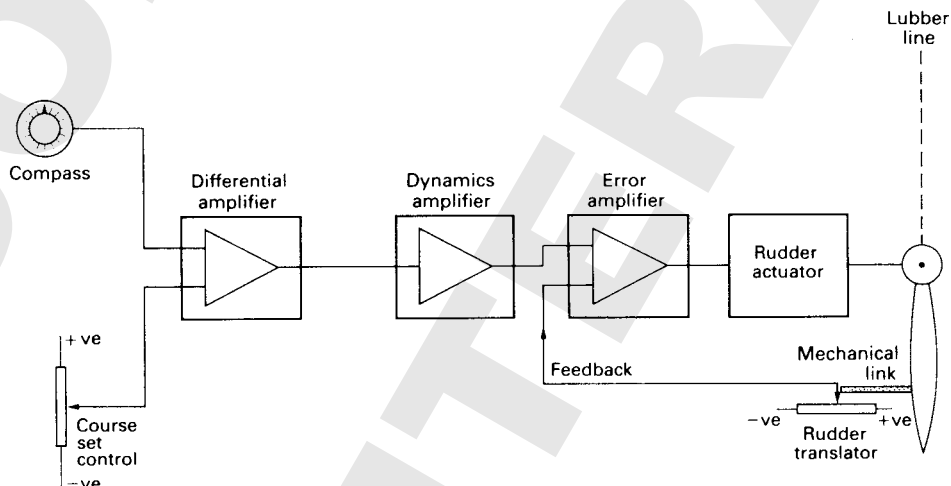 Lubber
line
Compass
Differential
amplifier
Dynamics
amplifier
Error
amplifier
Rudder
actuator
+ve
Course
set
control
−ve
Feedback
Mechanical
link
−ve
+ve
Rudder
translator